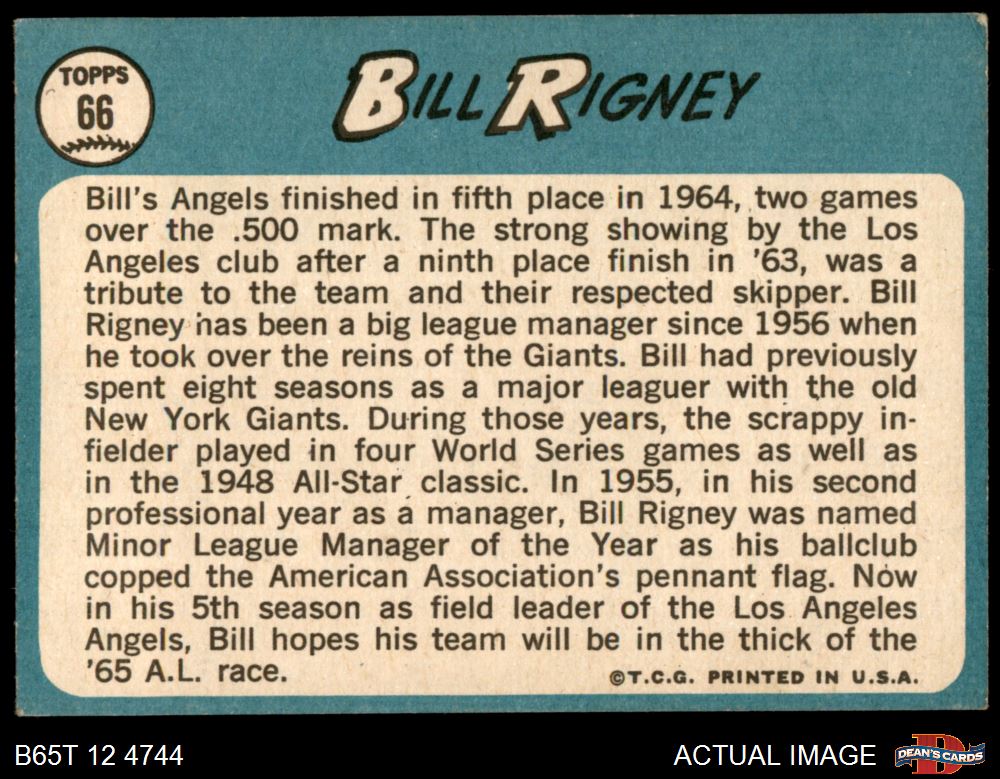 TOPPS
66
BILL RIGNEY
Bill's Angels finished in fifth place in 1964, two games
over the .500 mark. The strong showing by the Los
Angeles club after a ninth place finish in '63, was a
tribute to the team and their respected skipper. Bill
Rigney has been a big league manager since 1956 when
he took over the reins of the Giants. Bill had previously
spent eight seasons as a major leaguer with the old
New York Giants. During those years, the scrappy in-
fielder played in four World Series games as well as
in the 1948 All-Star classic. In 1955, in his second
professional year as a manager, Bill Rigney was named
Minor League Manager of the Year as his ballclub
copped the American Association's pennant flag. Now
in his 5th season as field leader of the Los Angeles
Angels, Bill hopes his team will be in the thick of the
'65 A.L. race.
©T.C.G. PRINTED IN U.S.A.
B65T 12 4744
ACTUAL IMAGE
D
DEAN'S CARDS